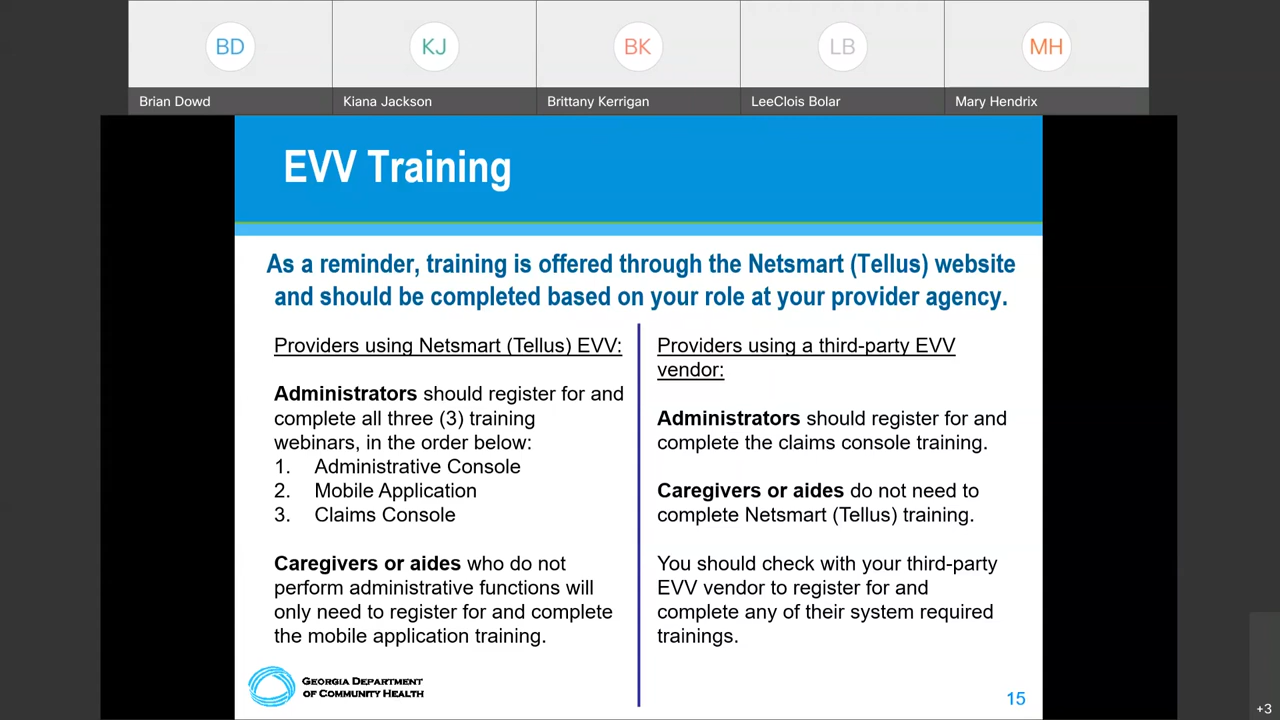 BD
KJ
BK
LB
MH
Brian Dowd
Kiana Jackson
Brittany Kerrigan
LeeClois Bolar
Mary Hendrix
EVV Training
As a reminder, training is offered through the Netsmart (Tellus) website
and should be completed based on your role at your provider agency.
Providers using Netsmart (Tellus) EVV:
Administrators should register for and
complete all three (3) training
webinars, in the order below:
1. Administrative Console
2. Mobile Application
3. Claims Console
Caregivers or aides who do not
perform administrative functions will
only need to register for and complete
the mobile application training.
Providers using a third-party EVV
vendor:
Administrators should register for and
complete the claims console training.
Caregivers or aides do not need to
complete Netsmart (Tellus) training.
You should check with your third-party
EVV vendor to register for and
complete any of their system required
trainings.
GEORGIA DEPARTMENT
OF COMMUNITY HEALTH
15
+3